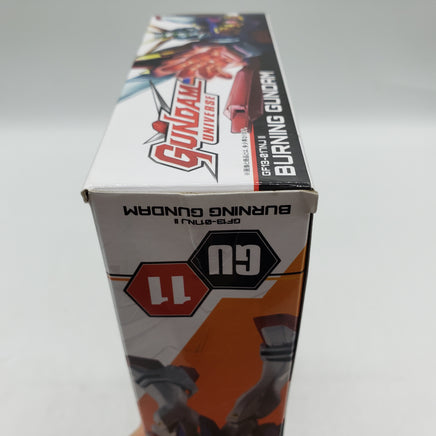 GUNDAM
UNIVERSE
GF13-017NJ II
BURNING GUNDAM
GF13-017NJ II
BURNING GUNDAM
GU
11